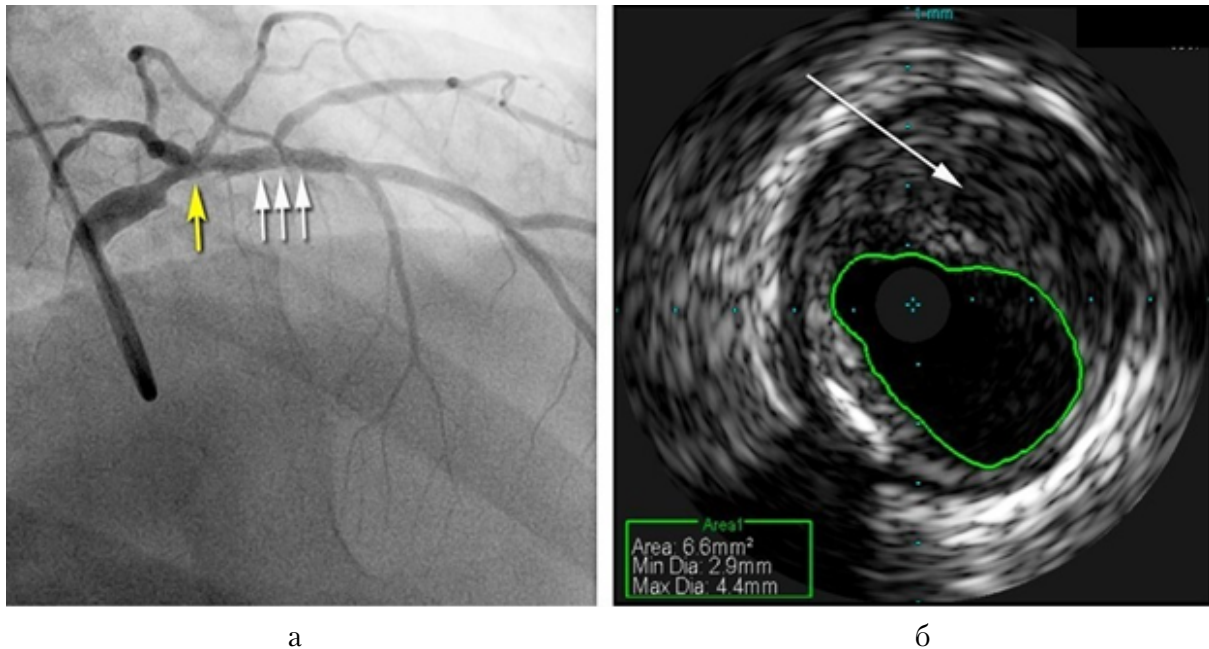 1 mm
Area1
Area: 6.6mm²
Min Dia: 2.9mm
Max Dia: 4.4mm
а
б